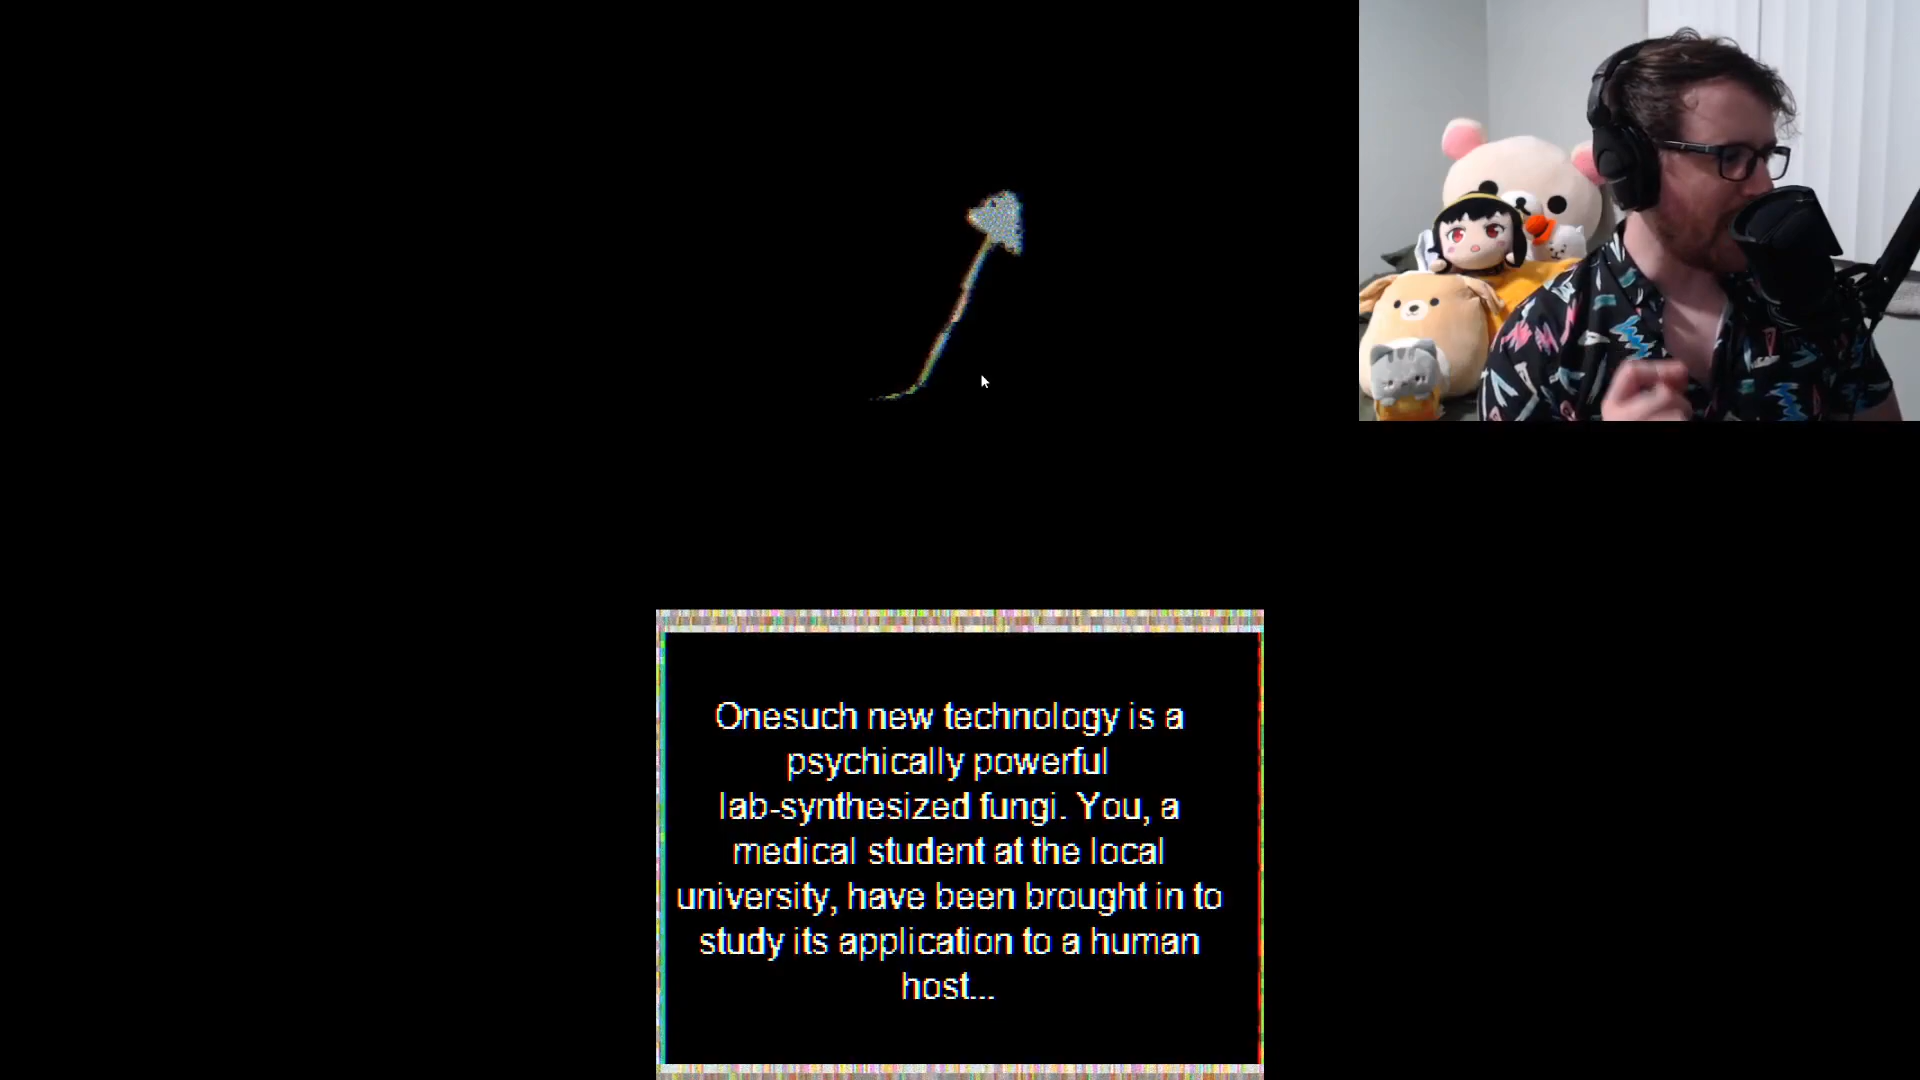 Onesuch new technology is a
psychically powerful
lab-synthesized fungi. You, a
medical student at the local
university, have been brought in to
study its application to a human
host...